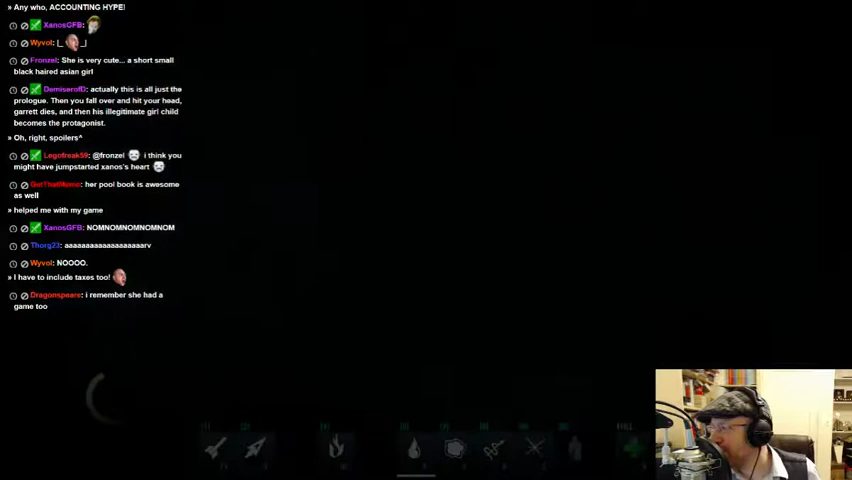 » Any who, ACCOUNTING HYPE!
XanosGFB:
Wyvol: |_ _|
Fronzel: She is very cute... a short small
black haired asian girl
DemiserofD: actually this is all just the
prologue. Then you fall over and hit your head,
garrett dies, and then his illegitimate girl child
becomes the protagonist.
» Oh, right, spoilers^
Legofreak59: @fronzel i think you
might have jumpstarted xanos's heart
her pool book is awesome
as well
» helped me with my game
XanosGFB: NOMNOMNOMNOMNOM
Thorg23: aaaaaaaaaaaaaaaaaaarv
Wyvol: NOOOO.
» I have to include taxes too!
Dragonspears: i remember she had a
game too
FULL